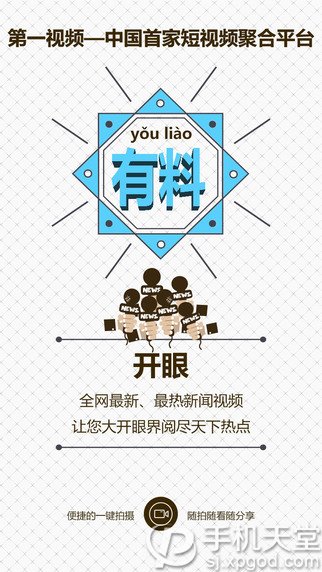 第一视频—中国首家短视频聚合平台
yǒu liào
有料
NEWS NEWS NEWS NEWS NEWS
开眼
全网最新、最热新闻视频
让您大开眼界阅尽天下热点
便捷的一键拍摄 随拍随看随分享
手机天堂
sj.xpgod.com